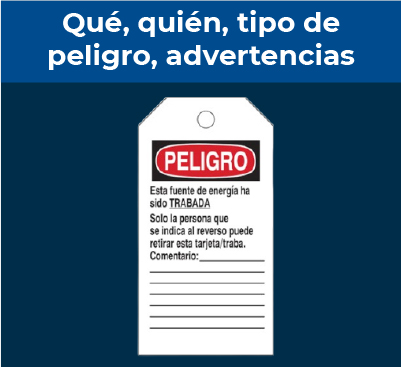 Qué, quién, tipo de
peligro, advertencias
PELIGRO
Esta fuente de energía ha
sido TRABADA
Solo la persona que
se indica al reverso puede
retirar esta tarjeta/traba.
Comentario: